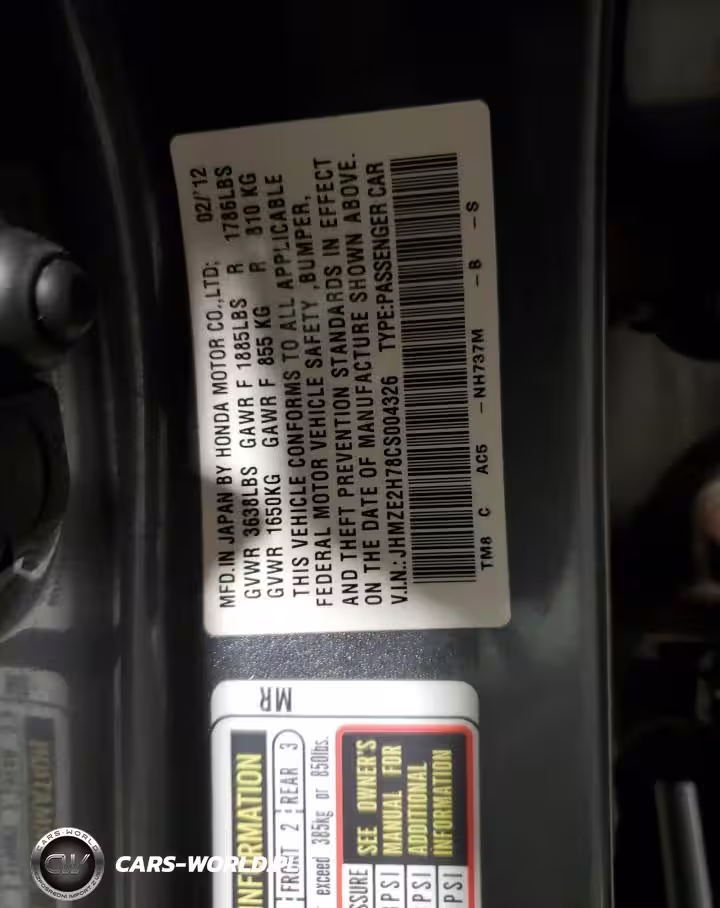 MFD.IN JAPAN BY HONDA MOTOR CO.,LTD; 02/'12
GVWR 3638LBS GAWR F 1885LBS R 1786LBS
GVWR 1650KG GAWR F 855 KG R 810 KG
THIS VEHICLE CONFORMS TO ALL APPLICABLE
FEDERAL MOTOR VEHICLE SAFETY ,BUMPER,
AND THEFT PREVENTION STANDARDS IN EFFECT
ON THE DATE OF MANUFACTURE SHOWN ABOVE.
V.I.N.: JHMZE2H78CS004326 TYPE:PASSENGER CAR
TM8 C AC5 -NH737M -B -S
MR
INFORMATION
FRONT 2 REAR 3
exceed 385kg or 850lbs.
SEE OWNER'S
MANUAL FOR
ADDITIONAL
INFORMATION
PSI
PSI
PSI
CARS-WORLD
CW
CARS-WORLD.PL